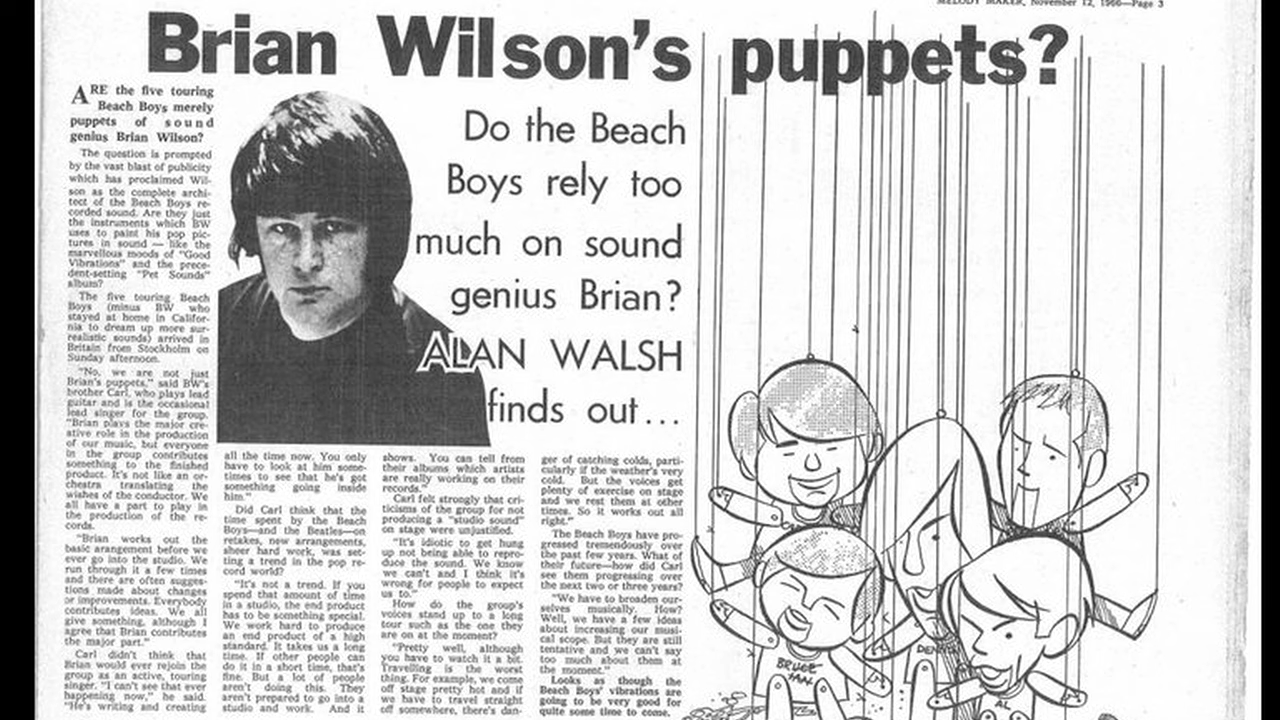 MELODY MAKER, November 12, 1966—Page 3
Brian Wilson's puppets?
ARE the five touring
Beach Boys merely
puppets of sound
genius Brian Wilson?
The question is prompted
by the vast blast of publicity
which has proclaimed Wil-
son as the complete archi-
tect of the Beach Boys re-
corded sound. Are they just
the instruments which BW
uses to paint his pop pic-
tures in sound — like the
marvellous moods of "Good
Vibrations" and the prece-
dent-setting "Pet Sounds"
album?
The five touring Beach
Boys (minus BW who
stayed at home in Califor-
nia to dream up more sur-
realistic sounds) arrived in
Britain from Stockholm on
Sunday afternoon.
"No, we are not just
Brian's puppets," said BW's
brother Carl, who plays lead
guitar and is the occasional
lead singer for the group.
"Brian plays the major cre-
ative role in the production
of our music, but everyone
in the group contributes
something to the finished
product. It's not like an or-
chestra translating the
wishes of the conductor. We
all have a part to play in
the production of the re-
cords.
"Brian works out the
basic arangement before we
ever go into the studio. We
run through it a few times
and there are often sugges-
tions made about changes
or improvements. Everybody
contributes ideas. We all
give something, although I
agree that Brian contributes
the major part."
Carl didn't think that
Brian would ever rejoin the
group as an active, touring
singer. "I can't see that ever
happening now," he said.
"He's writing and creating
Do the Beach
Boys rely too
much on sound
genius Brian?
ALAN WALSH
finds out...
all the time now. You only
have to look at him some-
times to see that he's got
something going inside
him."
Did Carl think that the
time spent by the Beach
Boys—and the Beatles—on
retakes, new arrangements,
sheer hard work, was set-
ting a trend in the pop re-
cord world?
"It's not a trend. If you
spend that amount of time
in a studio, the end product
has to be something special.
We work hard to produce
an end product of a high
standard. It takes us a long
time. If other people can
do it in a short time, that's
fine. But a lot of people
aren't doing this. They
aren't prepared to go into a
studio and work. And it
shows. You can tell from
their albums which artists
are really working on their
records."
Carl felt strongly that cri-
ticisms of the group for not
producing a "studio sound"
on stage were unjustified.
"It's idiotic to get hung
up not being able to repro-
duce the sound. We know
we can't and I think it's
wrong for people to expect
us to."
How do the group's
voices stand up to a long
tour such as the one they
are on at the moment?
"Pretty well, although
you have to watch it a bit.
Travelling is the worst
thing. For example, we come
off stage pretty hot and if
we have to travel straight
off somewhere, there's dan-
ger of catching colds, parti-
cularly if the weather's very
cold. But the voices get
plenty of exercise on stage
and we rest them at other
times. So it works out all
right."
The Beach Boys have pro-
gressed tremendously over
the past few years. What of
their future—how did Carl
see them progressing over
the next two or three years?
"We have to broaden our-
selves musically. How?
Well, we have a few ideas
about increasing our musi-
cal scope. But they are still
tentative and we can't say
too much about them at
the moment."
Looks as though the
Beach Boys' vibrations are
going to be very good for
quite some time to come.
BRUCE
DENNIS
AL